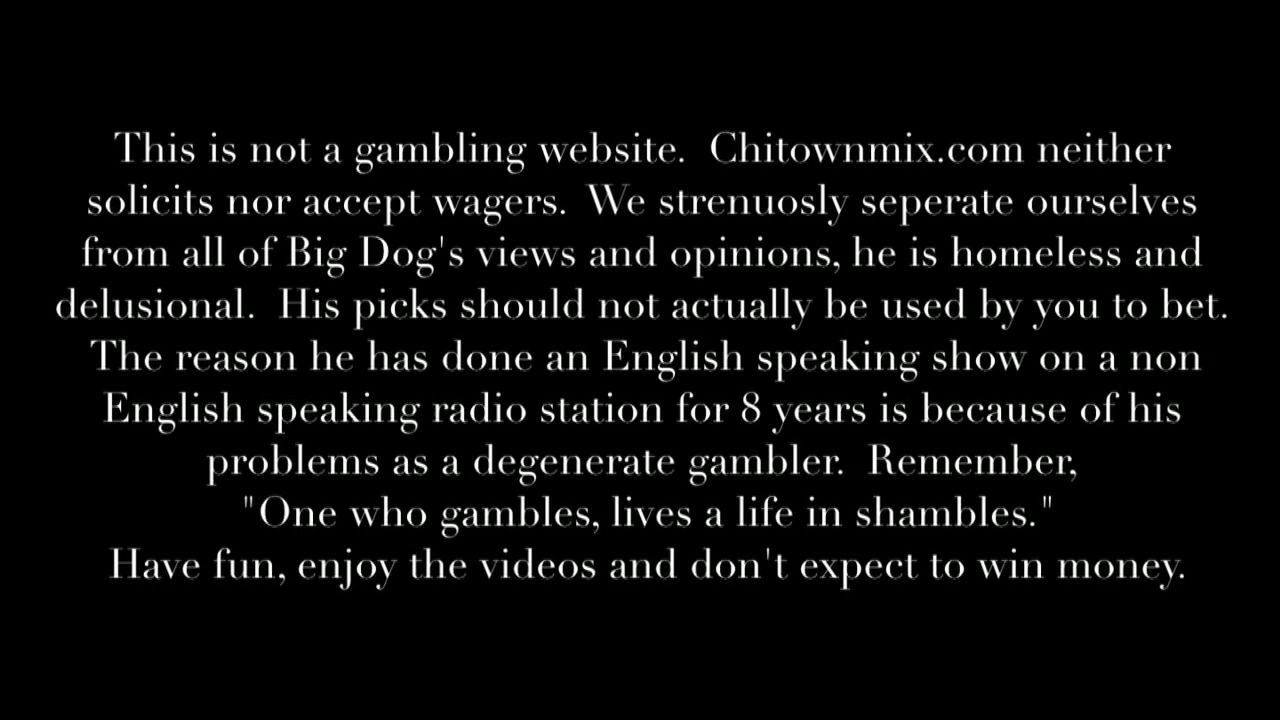 This is not a gambling website.  Chitownmix.com neither
solicits nor accept wagers.  We strenuosly seperate ourselves
from all of Big Dog's views and opinions, he is homeless and
delusional.  His picks should not actually be used by you to bet.
The reason he has done an English speaking show on a non
English speaking radio station for 8 years is because of his
problems as a degenerate gambler.  Remember,
"One who gambles, lives a life in shambles."
Have fun, enjoy the videos and don't expect to win money.